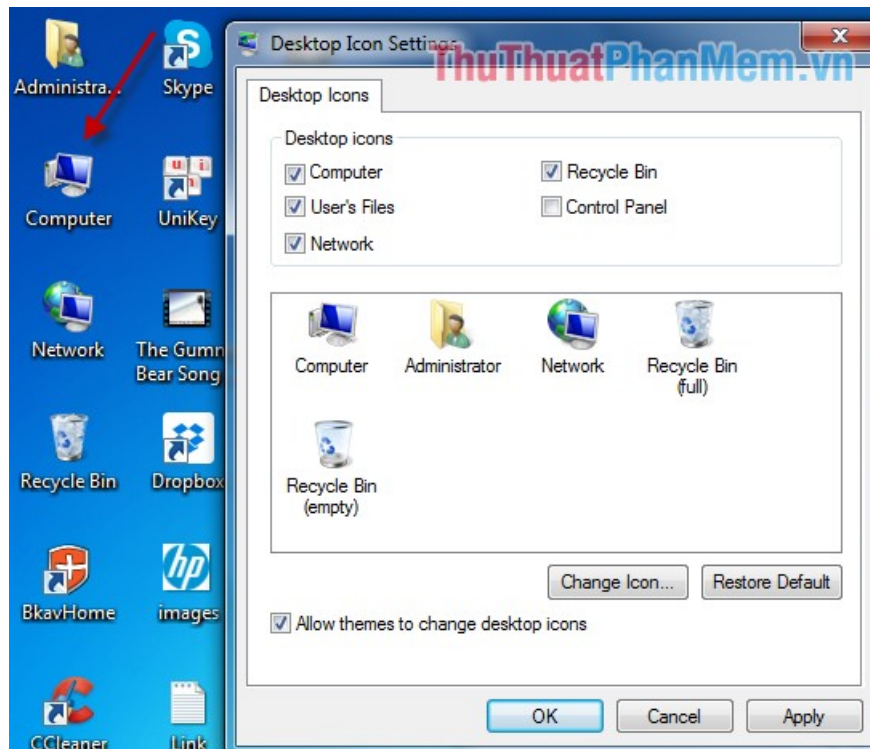 Administra...
Skype
Computer
UniKey
Network
The Gumm
Bear Song
Recycle Bin
Dropbox
BkavHome
images
CCleaner
Link
Desktop Icon Settings
ThuThuatPhanMem.vn
Desktop Icons
Desktop icons
Computer
Recycle Bin
User's Files
Control Panel
Network
Computer
Administrator
Network
Recycle Bin
(full)
Recycle Bin
(empty)
Change Icon...
Restore Default
Allow themes to change desktop icons
OK
Cancel
Apply